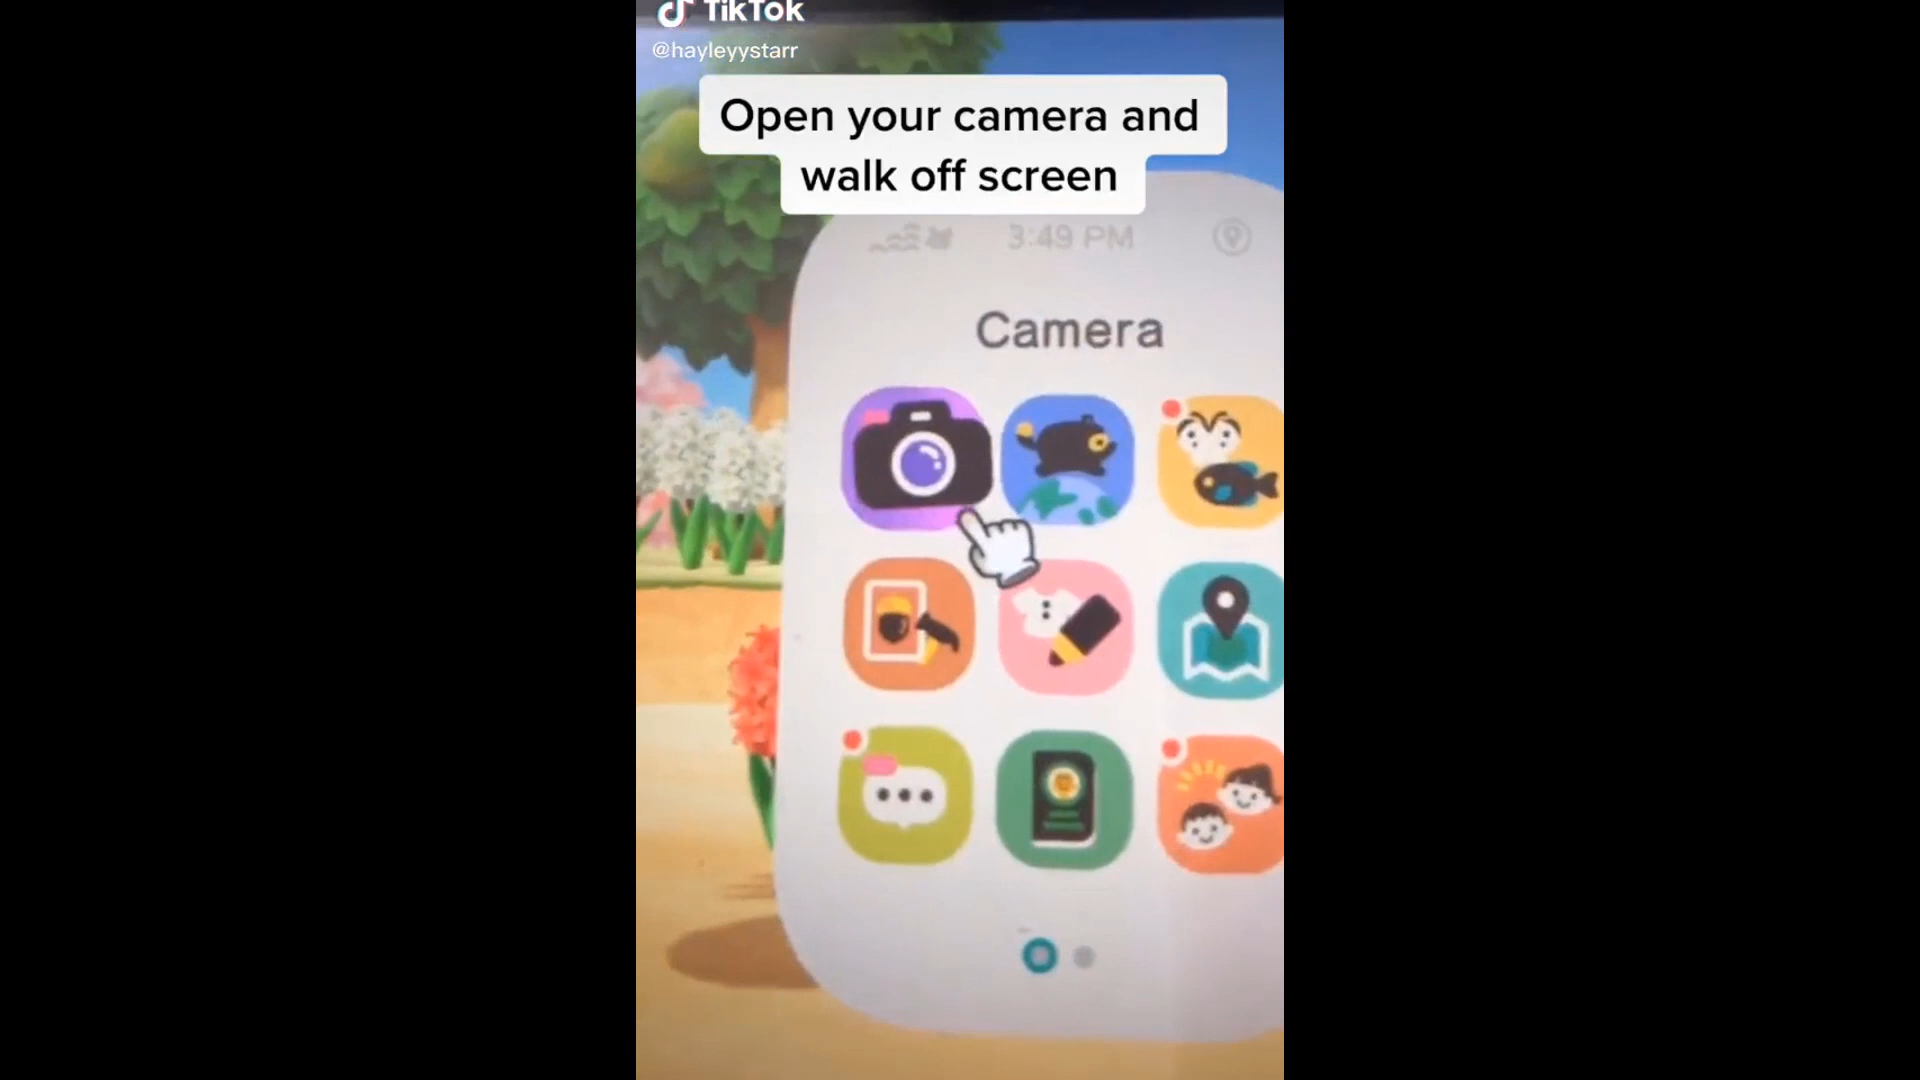 TikTok
@hayleyystarr
Open your camera and
walk off screen
3:49 PM
Camera